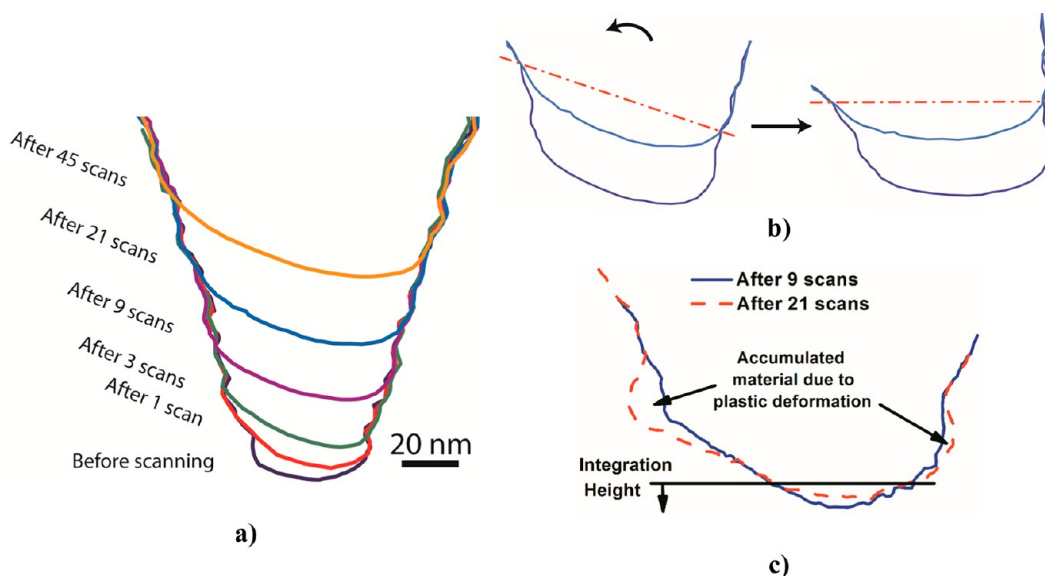 After 45 scans
After 21 scans
After 9 scans
After 3 scans
After 1 scan
Before scanning
20 nm
a)
b)
After 9 scans
After 21 scans
Accumulated
material due to
plastic deformation
Integration
Height
c)